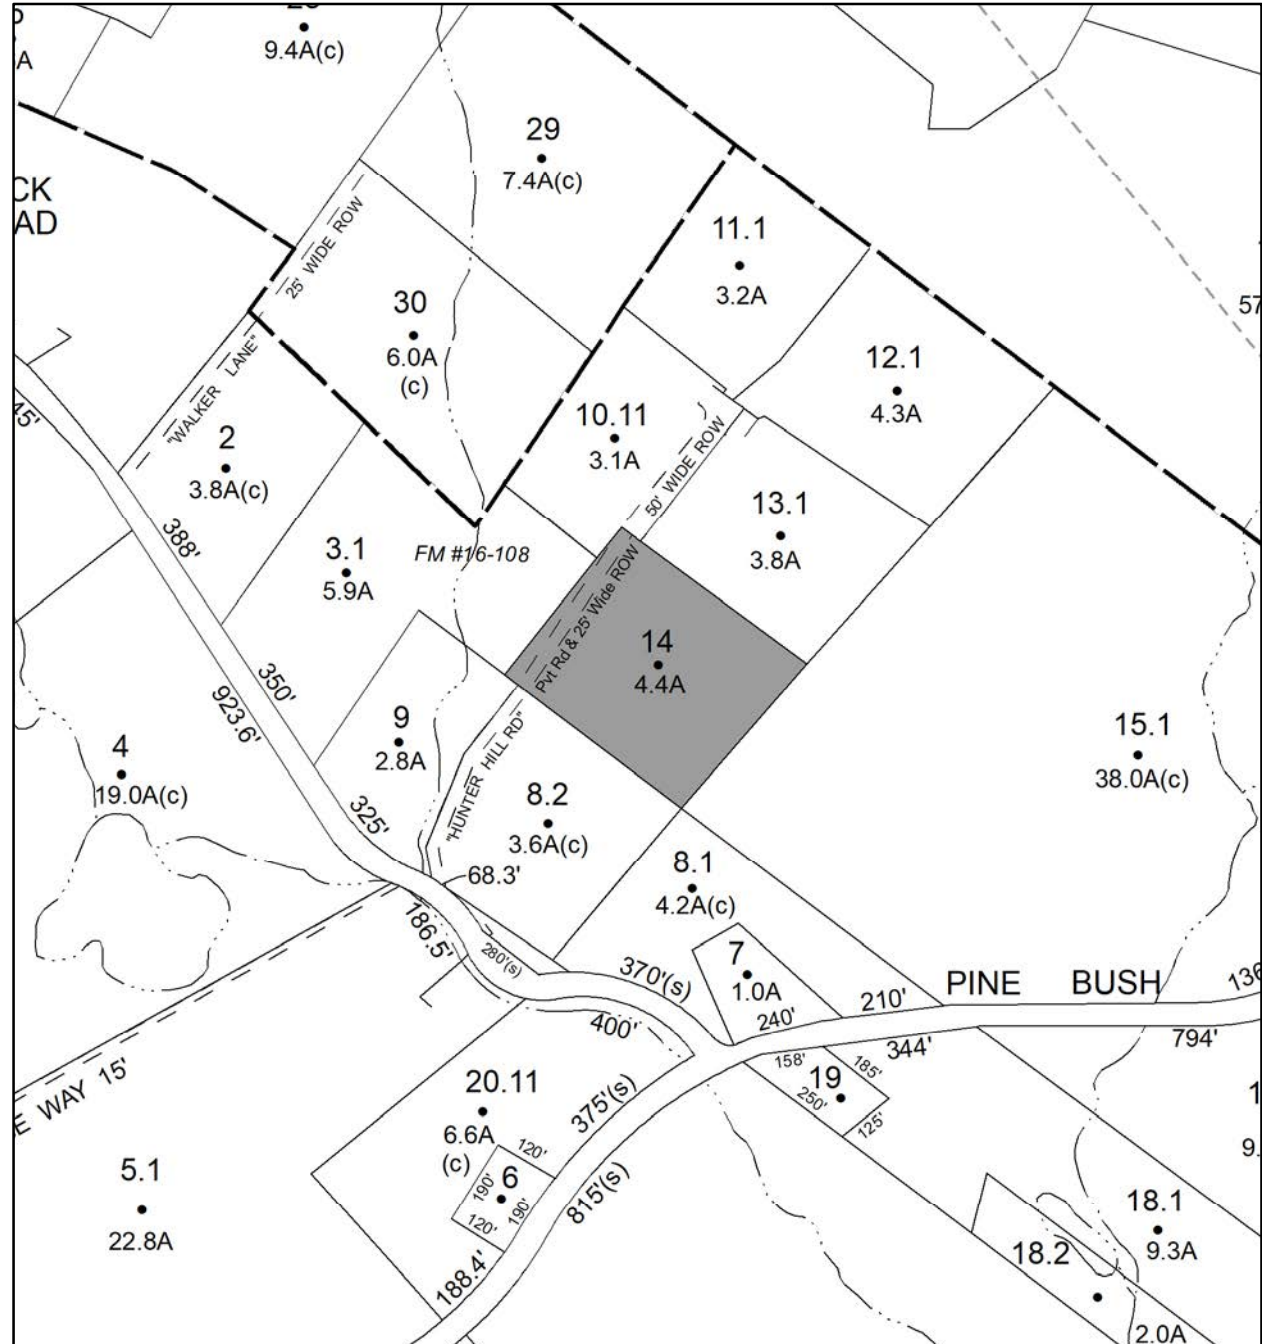 9.4A(c)
A
29
7.4A(c)
CK
AD
25' WIDE ROW
11.1
3.2A
57
30
6.0A
(c)
12.1
4.3A
"WALKER LANE"
45'
10.11
3.1A
50' WIDE ROW
2
3.8A(c)
13.1
3.8A
388'
FM #16-108
3.1
5.9A
Pvt Rd & 25' Wide ROW
14
4.4A
350'
923.6'
9
2.8A
"HUNTER HILL RD"
15.1
38.0A(c)
4
19.0A(c)
325'
8.2
3.6A(c)
68.3'
8.1
4.2A(c)
186.5'
280'(s)
370'(s)
7
1.0A
PINE BUSH
136
210'
240'
400'
344'
794'
158'
185'
19
250'
125'
E WAY 15'
20.11
6.6A
(c)
375'(s)
1
9.
120'
190'
6
190'
120'
815'(s)
5.1
22.8A
18.1
9.3A
18.2
188.4'
2.0A